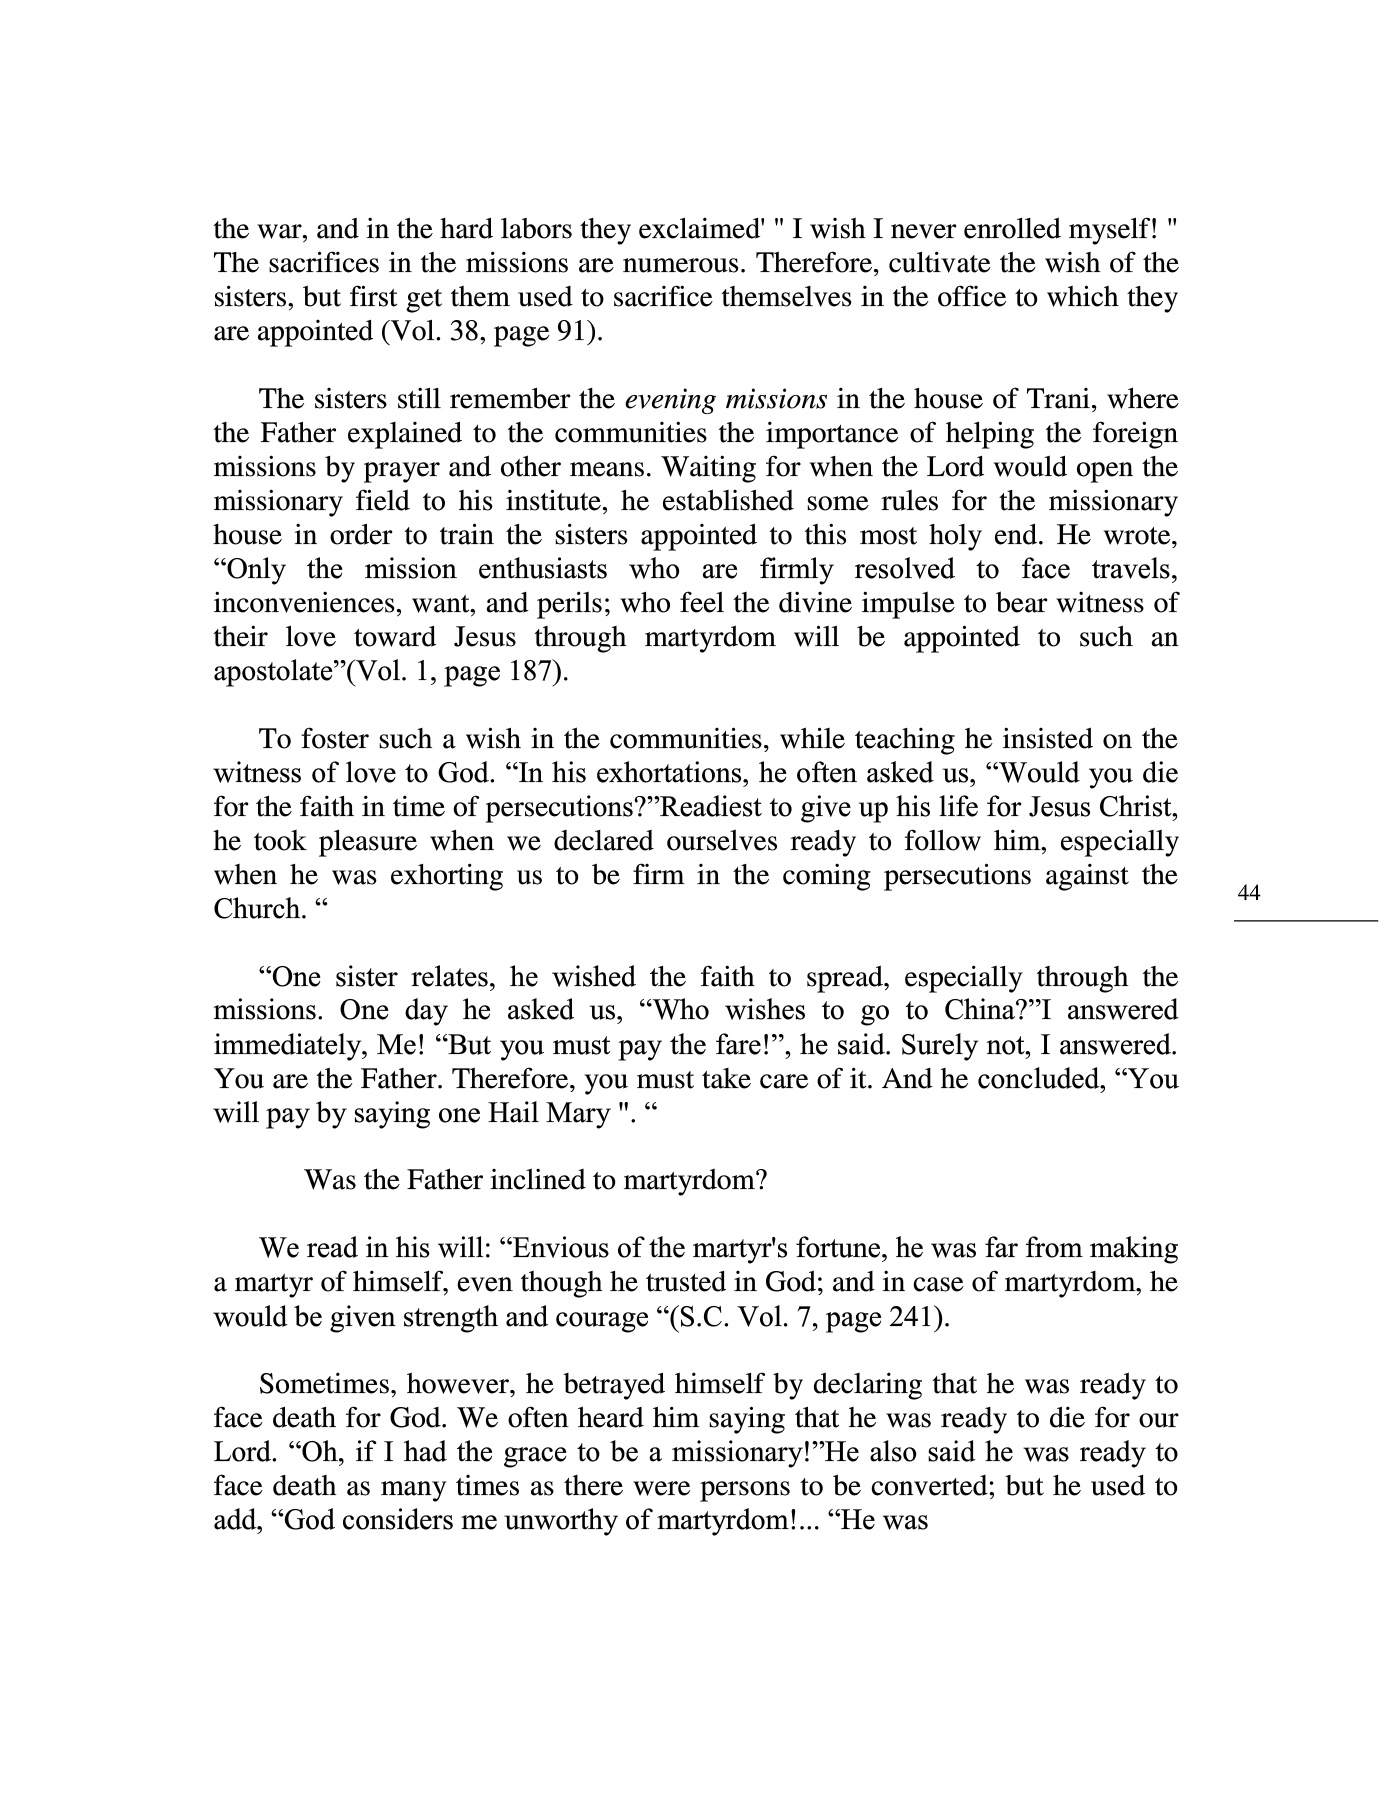 the war, and in the hard labors they exclaimed' " I wish I never enrolled myself! "
The sacrifices in the missions are numerous. Therefore, cultivate the wish of the
sisters, but first get them used to sacrifice themselves in the office to which they
are appointed (Vol. 38, page 91).
The sisters still remember the evening missions in the house of Trani, where
the Father explained to the communities the importance of helping the foreign
missions by prayer and other means. Waiting for when the Lord would open the
missionary field to his institute, he established some rules for the missionary
house in order to train the sisters appointed to this most holy end. He wrote,
“Only the mission enthusiasts who are firmly resolved to face travels,
inconveniences, want, and perils; who feel the divine impulse to bear witness of
their love toward Jesus through martyrdom will be appointed to such an
apostolate”(Vol. 1, page 187).
To foster such a wish in the communities, while teaching he insisted on the
witness of love to God. “In his exhortations, he often asked us, “Would you die
for the faith in time of persecutions?”Readiest to give up his life for Jesus Christ,
he took pleasure when we declared ourselves ready to follow him, especially
when he was exhorting us to be firm in the coming persecutions against the
Church. “
44
“One sister relates, he wished the faith to spread, especially through the
missions. One day he asked us, “Who wishes to go to China?”I answered
immediately, Me! “But you must pay the fare!”, he said. Surely not, I answered.
You are the Father. Therefore, you must take care of it. And he concluded, “You
will pay by saying one Hail Mary ". “
Was the Father inclined to martyrdom?
We read in his will: “Envious of the martyr's fortune, he was far from making
a martyr of himself, even though he trusted in God; and in case of martyrdom, he
would be given strength and courage “(S.C. Vol. 7, page 241).
Sometimes, however, he betrayed himself by declaring that he was ready to
face death for God. We often heard him saying that he was ready to die for our
Lord. “Oh, if I had the grace to be a missionary!”He also said he was ready to
face death as many times as there were persons to be converted; but he used to
add, “God considers me unworthy of martyrdom!... “He was